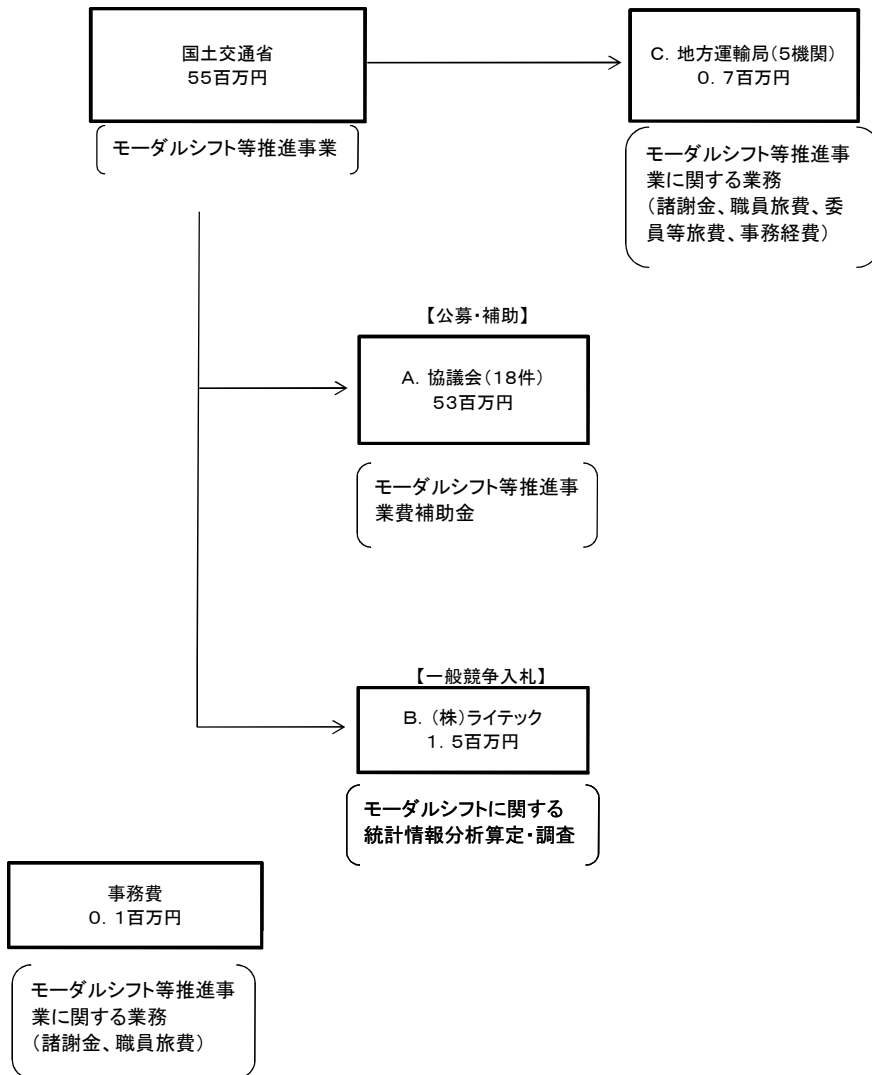 国土交通省
55百万円
モーダルシフト等推進事業
C. 地方運輸局(5機関)
0. 7百万円
モーダルシフト等推進事
業に関する業務
(諸謝金、職員旅費、委
員等旅費、事務経費)
【公募・補助】
A. 協議会(18件)
53百万円
モーダルシフト等推進事
業費補助金
【一般競争入札】
B. (株)ライテック
1. 5百万円
モーダルシフトに関する
統計情報分析算定・調査
事務費
0. 1百万円
モーダルシフト等推進事
業に関する業務
(諸謝金、職員旅費)